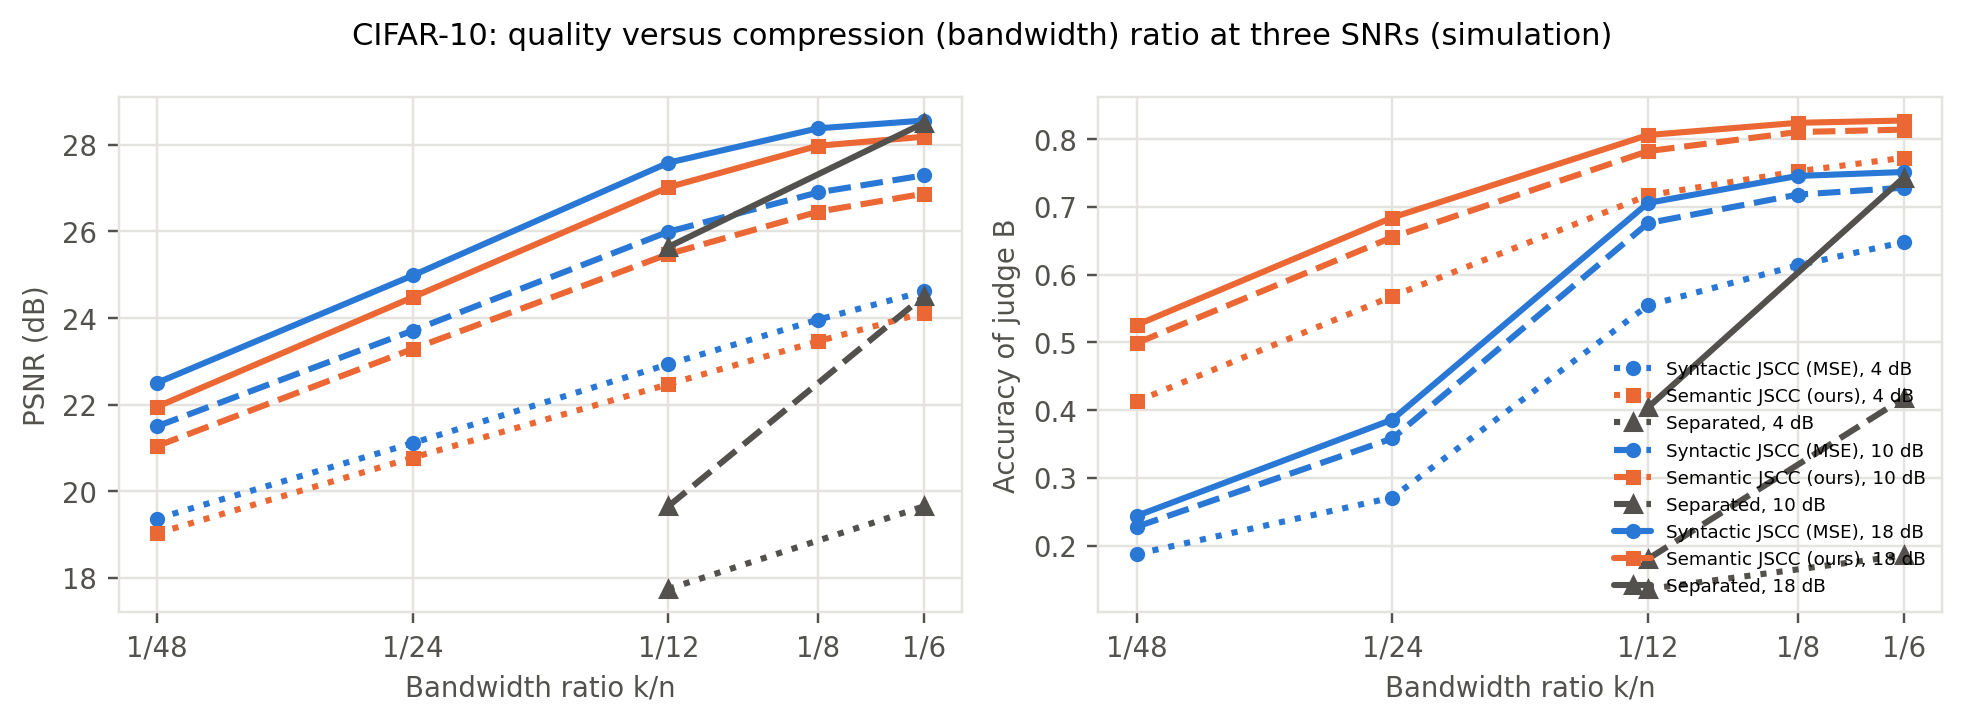 CIFAR-10: quality versus compression (bandwidth) ratio at three SNRs (simulation)
PSNR (dB)
28
26
24
22
20
18
1/48 1/24 1/12 1/8 1/6
Bandwidth ratio k/n
Accuracy of judge B
0.8
0.7
0.6
0.5
0.4
0.3
0.2
Syntactic JSCC (MSE), 4 dB
Semantic JSCC (ours), 4 dB
Separated, 4 dB
Syntactic JSCC (MSE), 10 dB
Semantic JSCC (ours), 10 dB
Separated, 10 dB
Syntactic JSCC (MSE), 18 dB
Semantic JSCC (ours), 18 dB
Separated, 18 dB
1/48 1/24 1/12 1/8 1/6
Bandwidth ratio k/n